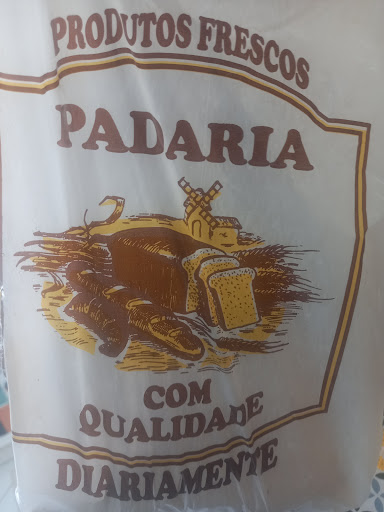 PRODUTOS FRESCOS
PADARIA
COM
QUALIDADE
DIARIAMENTE